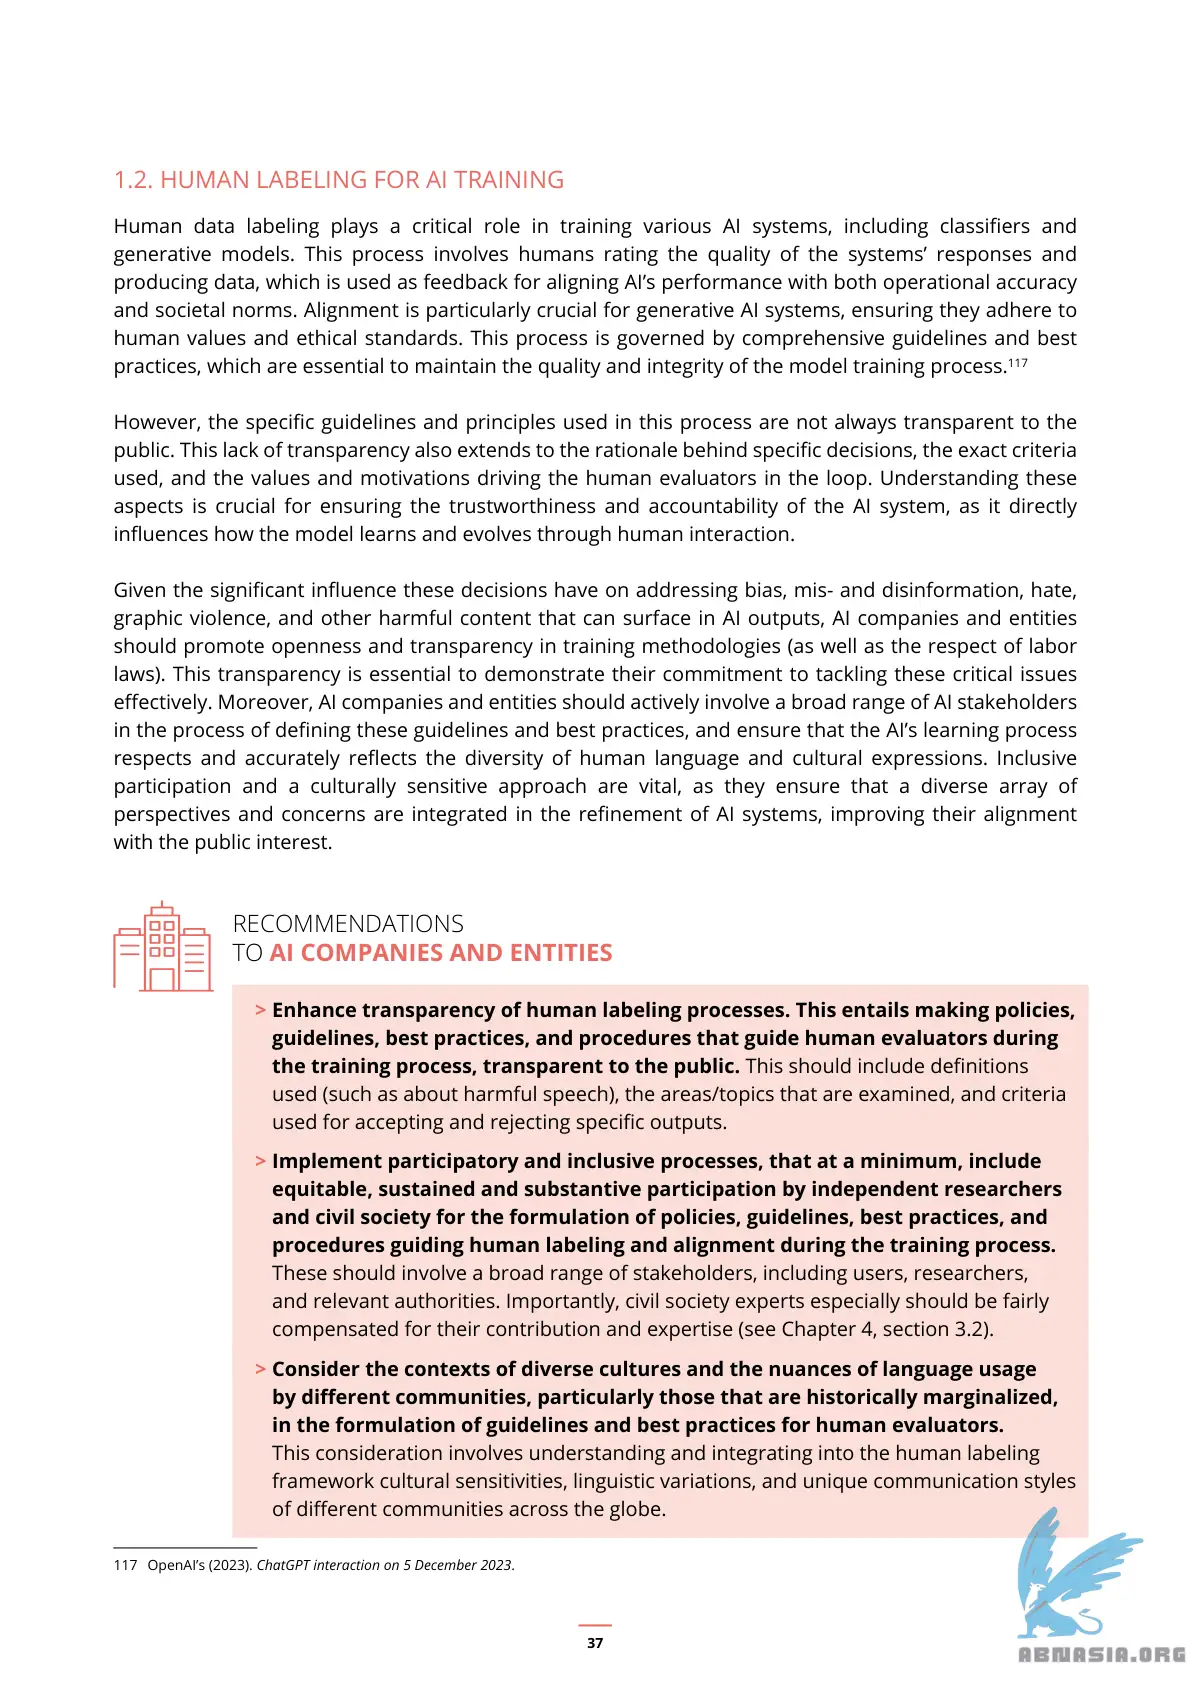 1.2. HUMAN LABELING FOR AI TRAINING
Human data labeling plays a critical role in training various AI systems, including classifiers and
generative models. This process involves humans rating the quality of the systems’ responses and
producing data, which is used as feedback for aligning AI’s performance with both operational accuracy
and societal norms. Alignment is particularly crucial for generative AI systems, ensuring they adhere to
human values and ethical standards. This process is governed by comprehensive guidelines and best
practices, which are essential to maintain the quality and integrity of the model training process.117
However, the specific guidelines and principles used in this process are not always transparent to the
public. This lack of transparency also extends to the rationale behind specific decisions, the exact criteria
used, and the values and motivations driving the human evaluators in the loop. Understanding these
aspects is crucial for ensuring the trustworthiness and accountability of the AI system, as it directly
influences how the model learns and evolves through human interaction.
Given the significant influence these decisions have on addressing bias, mis- and disinformation, hate,
graphic violence, and other harmful content that can surface in AI outputs, AI companies and entities
should promote openness and transparency in training methodologies (as well as the respect of labor
laws). This transparency is essential to demonstrate their commitment to tackling these critical issues
effectively. Moreover, AI companies and entities should actively involve a broad range of AI stakeholders
in the process of defining these guidelines and best practices, and ensure that the AI’s learning process
respects and accurately reflects the diversity of human language and cultural expressions. Inclusive
participation and a culturally sensitive approach are vital, as they ensure that a diverse array of
perspectives and concerns are integrated in the refinement of AI systems, improving their alignment
with the public interest.
RECOMMENDATIONS
TO AI COMPANIES AND ENTITIES
> Enhance transparency of human labeling processes. This entails making policies,
guidelines, best practices, and procedures that guide human evaluators during
the training process, transparent to the public. This should include definitions
used (such as about harmful speech), the areas/topics that are examined, and criteria
used for accepting and rejecting specific outputs.
> Implement participatory and inclusive processes, that at a minimum, include
equitable, sustained and substantive participation by independent researchers
and civil society for the formulation of policies, guidelines, best practices, and
procedures guiding human labeling and alignment during the training process.
These should involve a broad range of stakeholders, including users, researchers,
and relevant authorities. Importantly, civil society experts especially should be fairly
compensated for their contribution and expertise (see Chapter 4, section 3.2).
> Consider the contexts of diverse cultures and the nuances of language usage
by different communities, particularly those that are historically marginalized,
in the formulation of guidelines and best practices for human evaluators.
This consideration involves understanding and integrating into the human labeling
framework cultural sensitivities, linguistic variations, and unique communication styles
of different communities across the globe.
117 OpenAI’s (2023). ChatGPT interaction on 5 December 2023.
37
ABNASIA.ORG